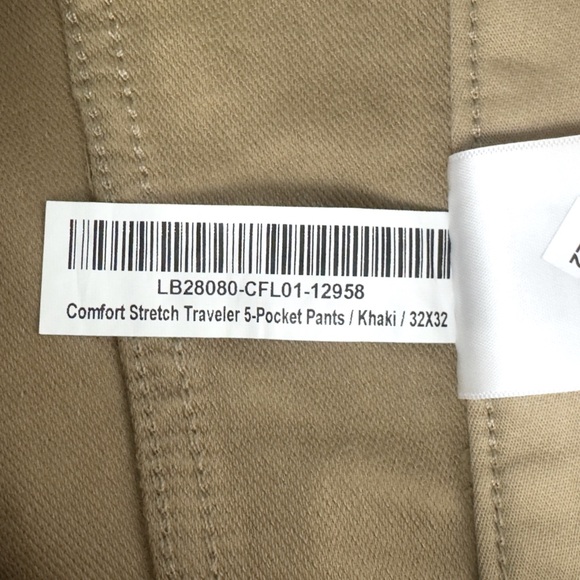 LB28080-CFL01-12958
Comfort Stretch Traveler 5-Pocket Pants / Khaki / 32X32